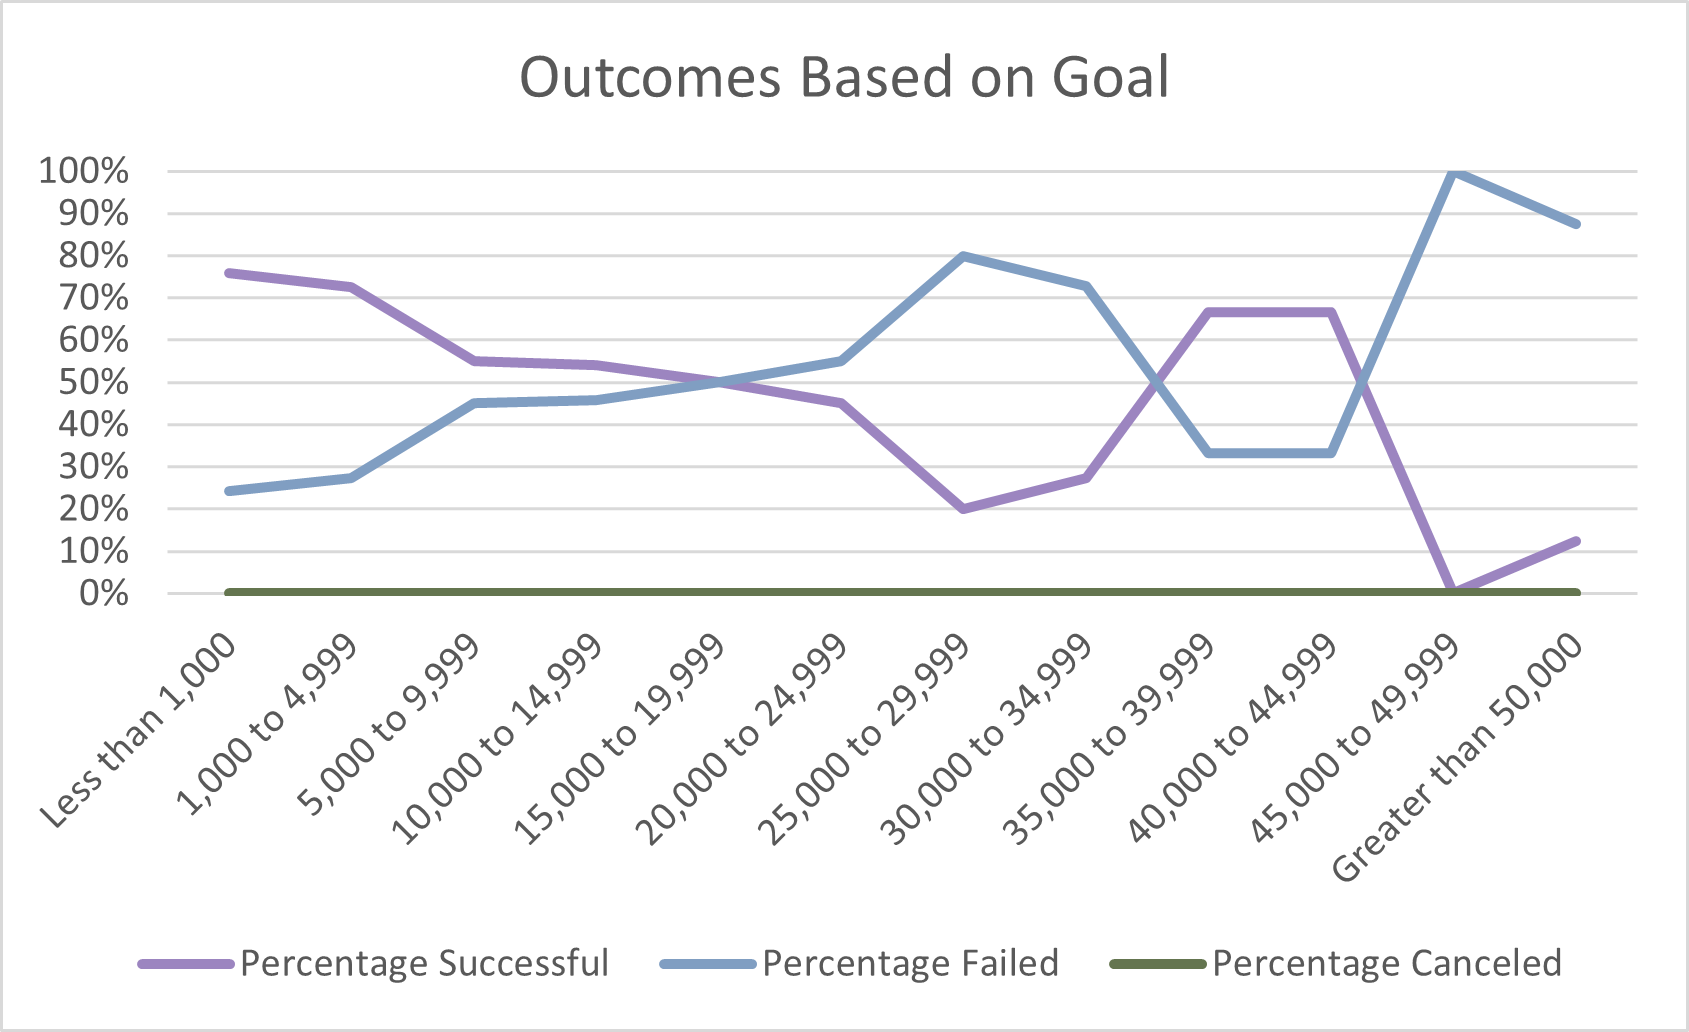 Outcomes Based on Goal
100%
90%
80%
70%
60%
50%
40%
30%
20%
10%
0%
Less than 1,000
1,000 to 4,999
5,000 to 9,999
10,000 to 14,999
15,000 to 19,999
20,000 to 24,999
25,000 to 29,999
30,000 to 34,999
35,000 to 39,999
40,000 to 44,999
45,000 to 49,999
Greater than 50,000
Percentage Successful
Percentage Failed
Percentage Canceled